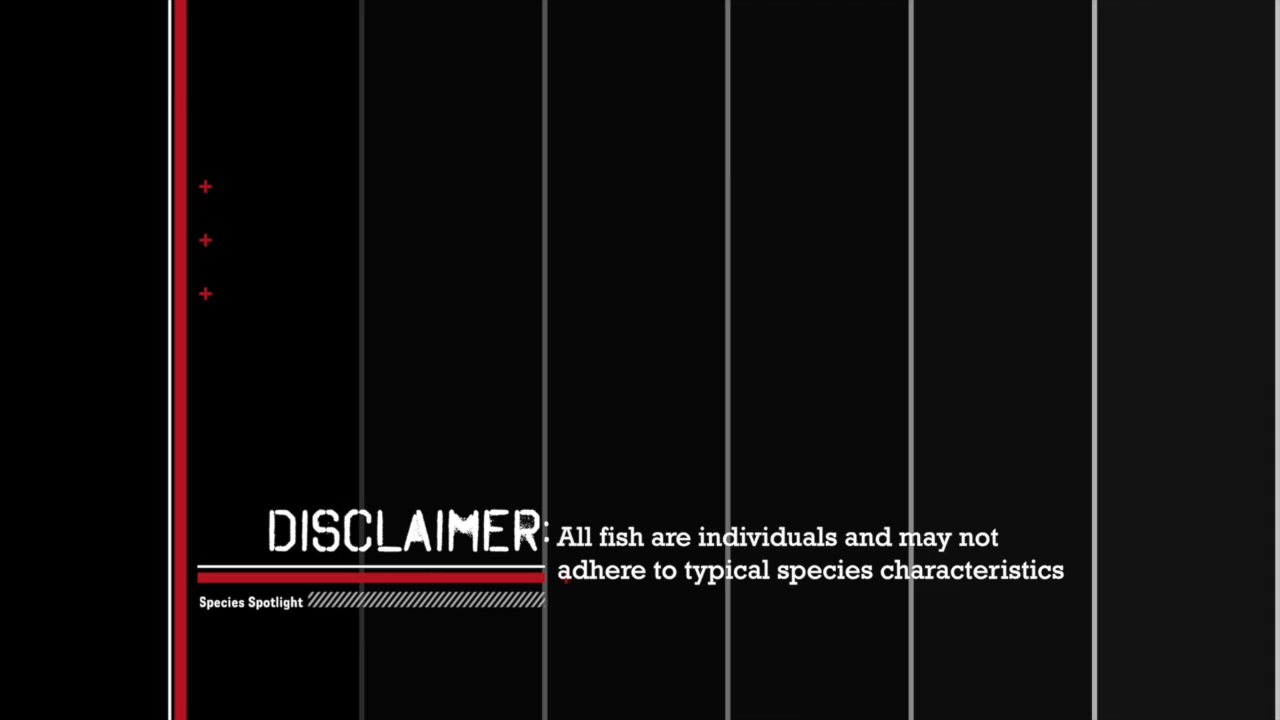 DISCLAIMER:
All fish are individuals and may not
adhere to typical species characteristics
Species Spotlight